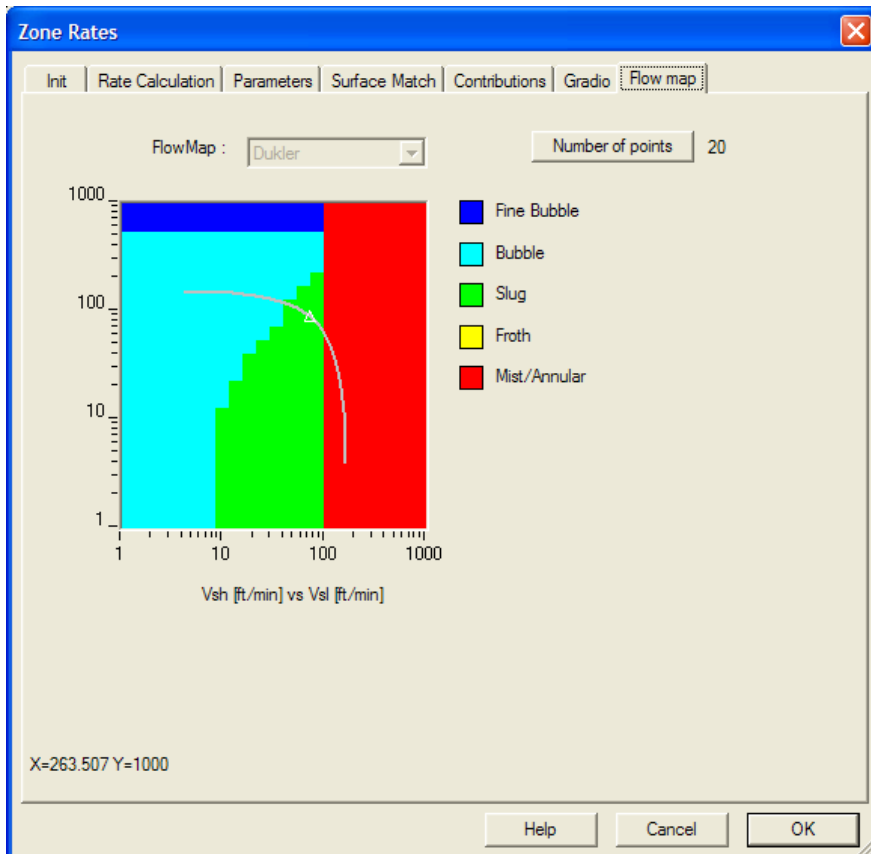 Zone Rates
Init Rate Calculation Parameters Surface Match Contributions Gradio Flow map
FlowMap : Dukler Number of points 20
1000
100
10
1
1 10 100 1000
Vsh [ft/min] vs Vsl [ft/min]
Fine Bubble
Bubble
Slug
Froth
Mist/Annular
X=263.507 Y=1000
Help Cancel OK